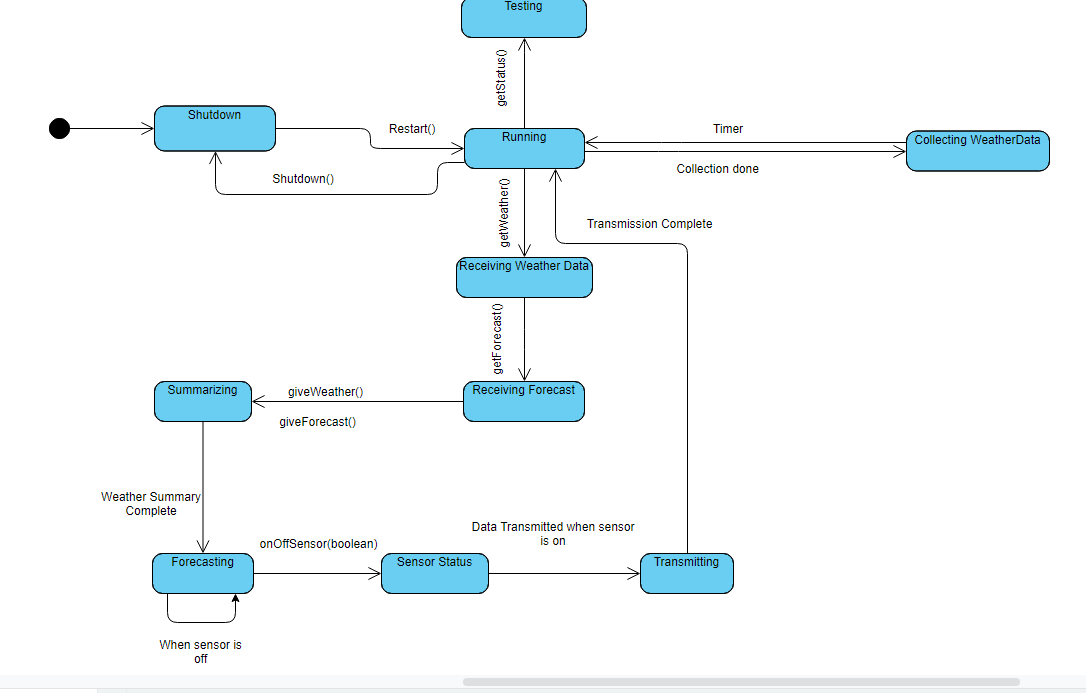 Testing
getStatus()
Shutdown
Restart()
Running
Timer
Collecting WeatherData
Collection done
Shutdown()
getWeather()
Transmission Complete
Receiving Weather Data
getForecast()
Summarizing
giveWeather()
Receiving Forecast
giveForecast()
Weather Summary
Complete
Data Transmitted when sensor
is on
onOffSensor(boolean)
Forecasting
Sensor Status
Transmitting
When sensor is
off